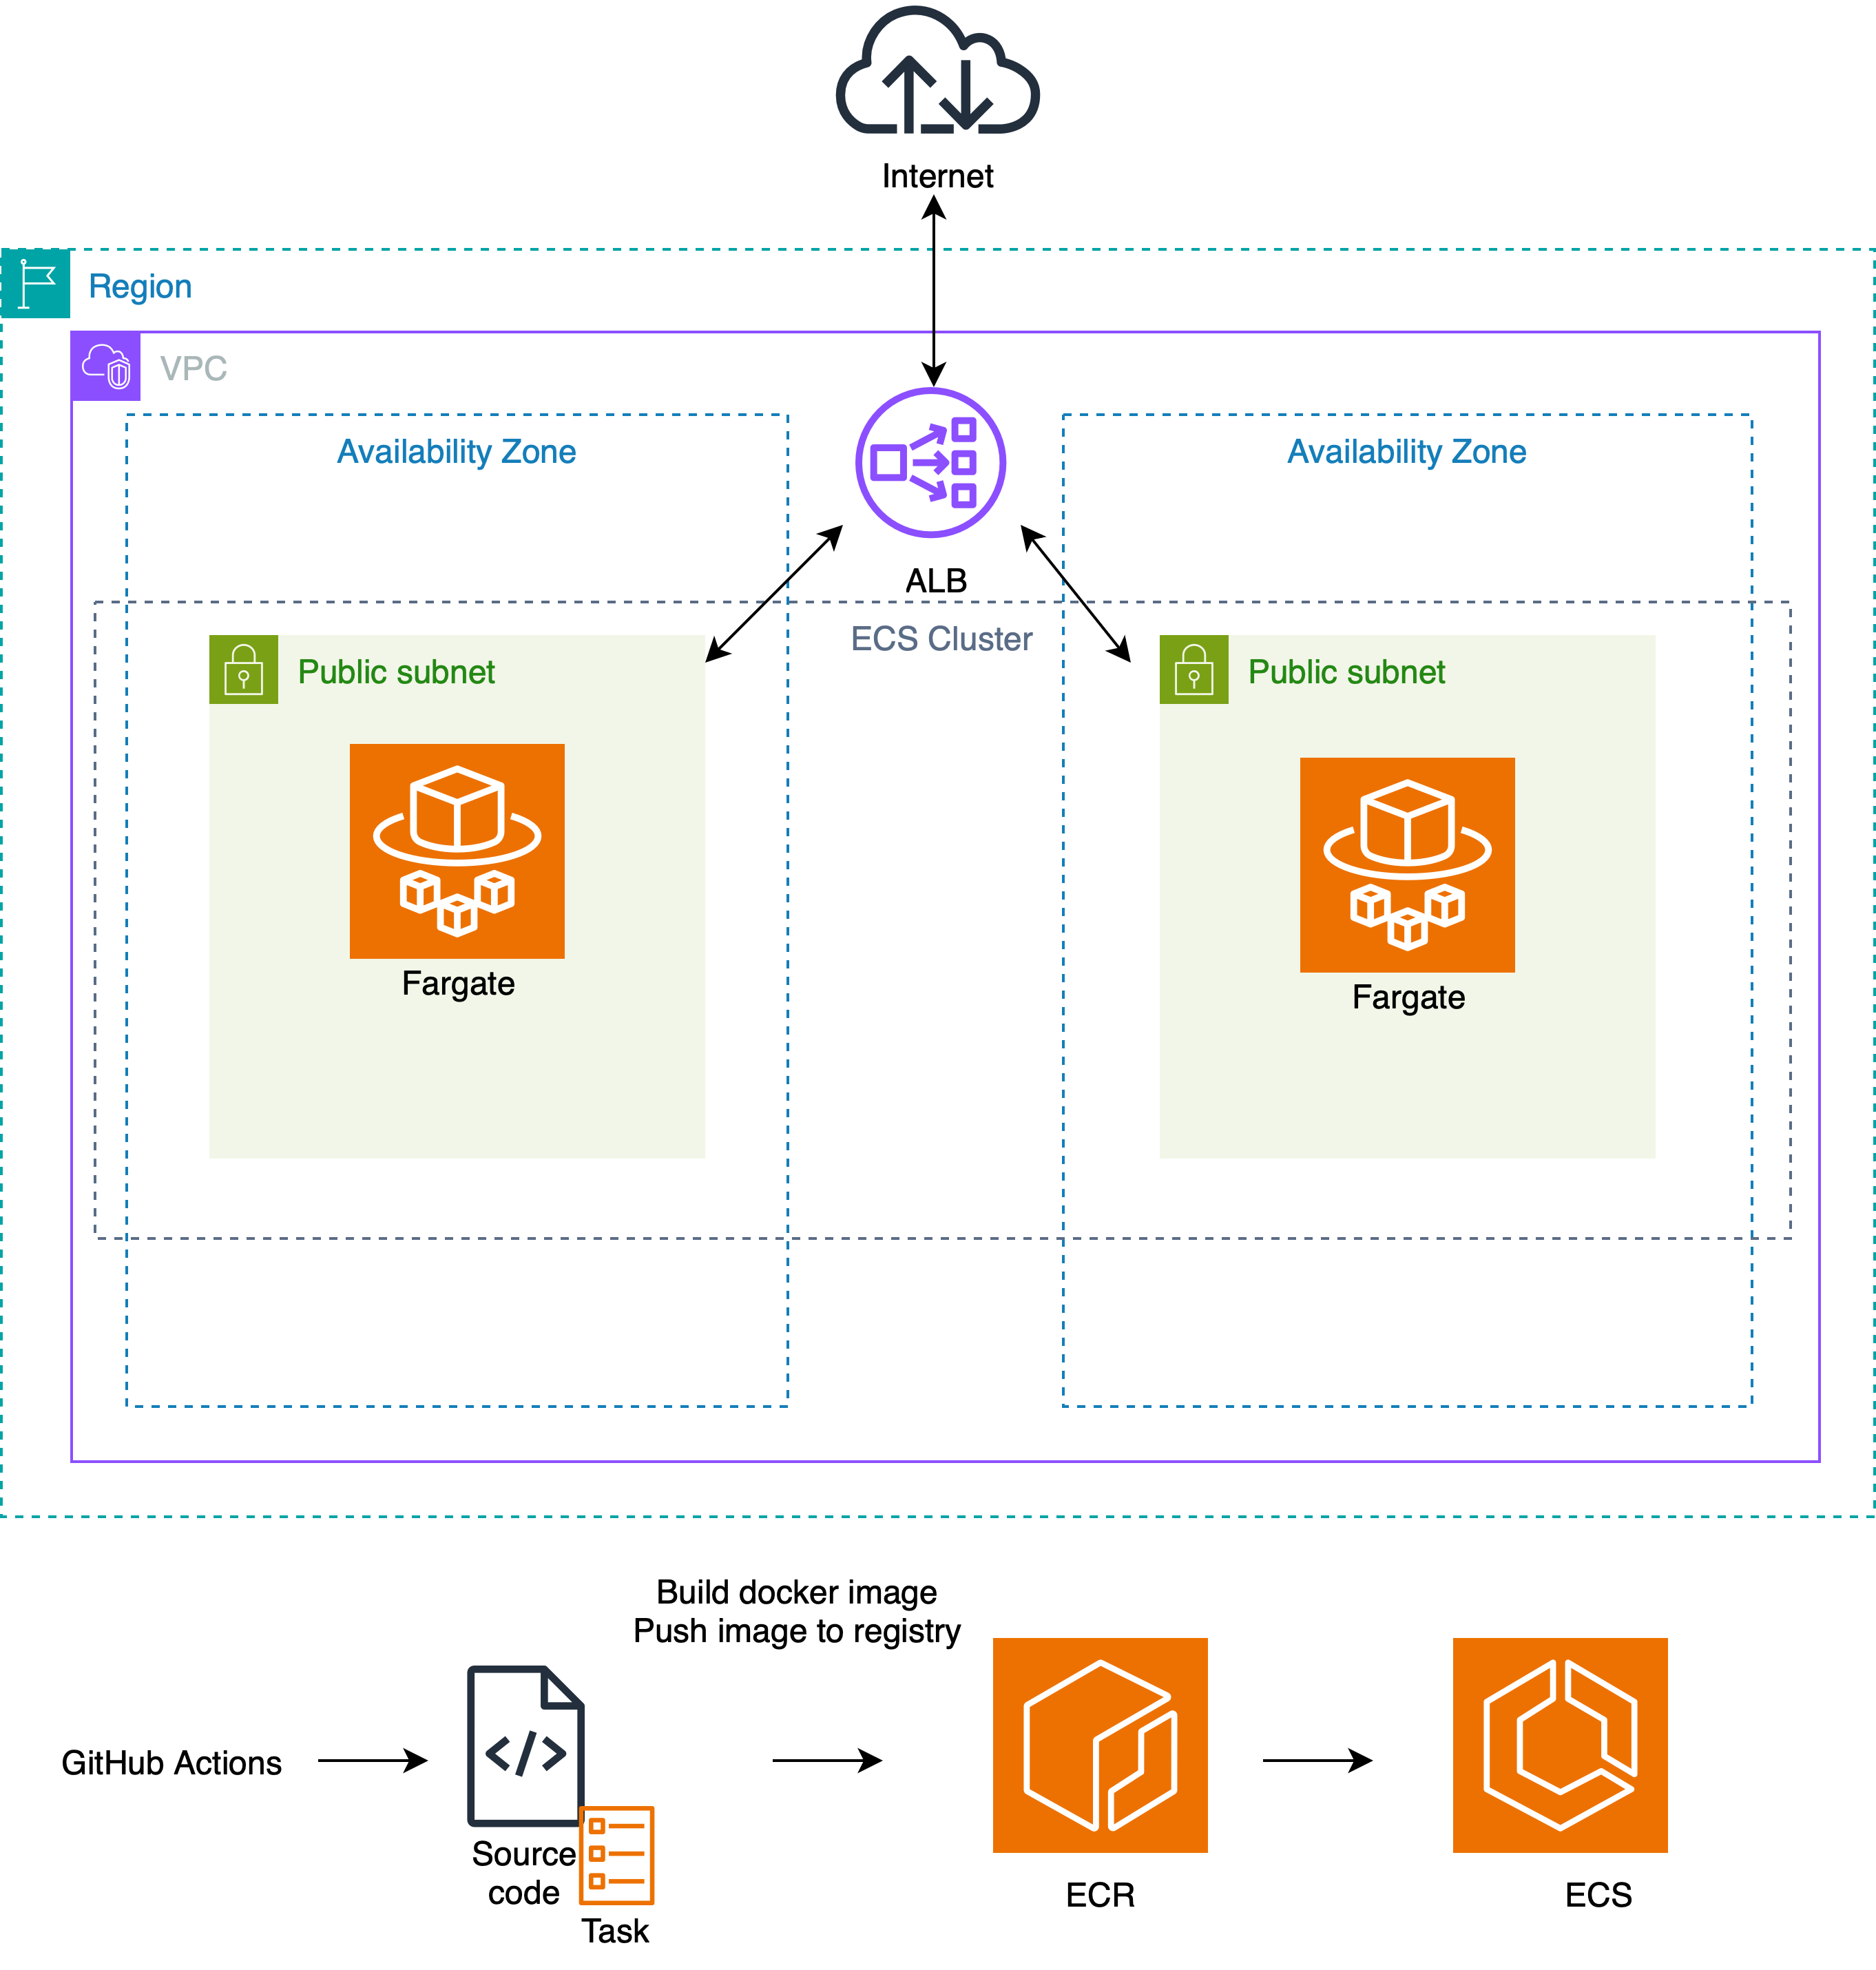 Internet
Region
VPC
Availability Zone
Availability Zone
ALB
ECS Cluster
Public subnet
Public subnet
Fargate
Fargate
Build docker image
Push image to registry
GitHub Actions
Source
code
Task
ECR
ECS